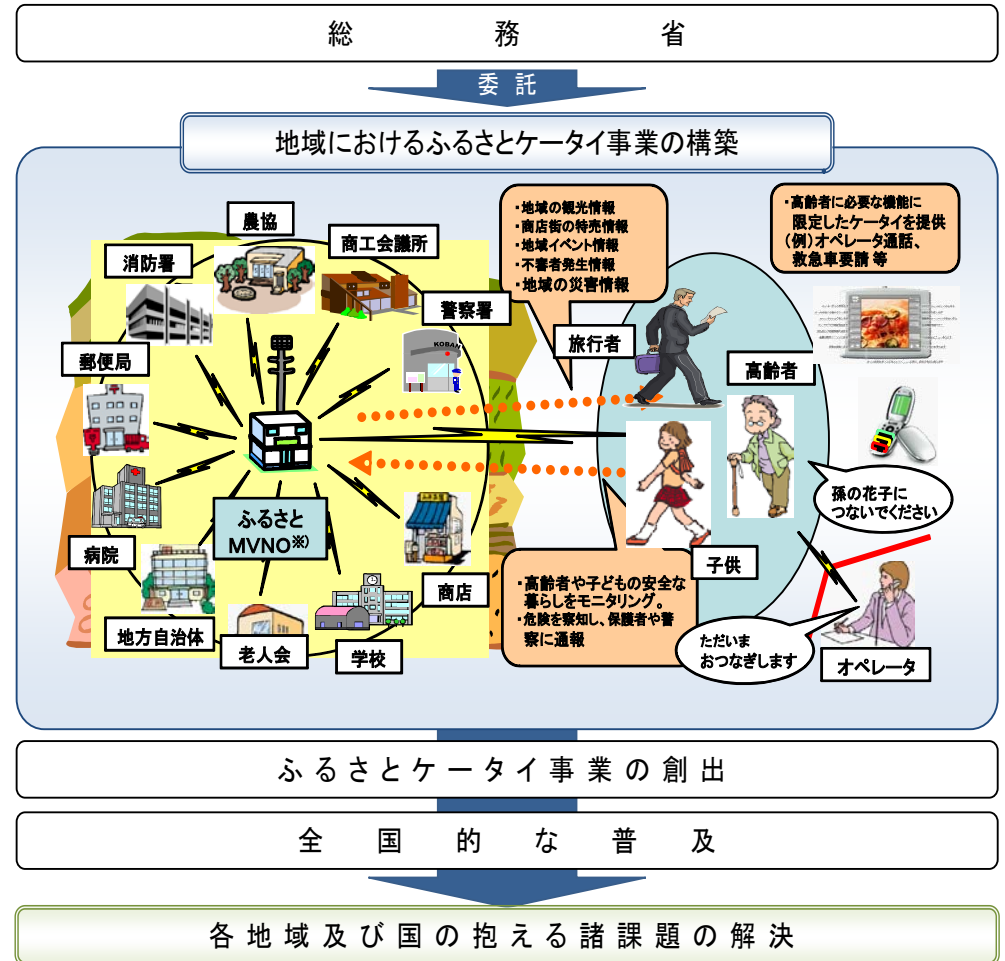 総務省
委託
地域におけるふるさとケータイ事業の構築
・地域の観光情報
・商店街の特売情報
・地域イベント情報
・不審者発生情報
・地域の災害情報
・高齢者に必要な機能に
限定したケータイを提供
(例)オペレータ通話、
救急車要請 等
農協
商工会議所
消防署
警察署
KOBAN
郵便局
旅行者
高齢者
ふるさと
MVNO※)
孫の花子に
つないでください
病院
商店
子供
・高齢者や子どもの安全な
暮らしをモニタリング。
・危険を察知し、保護者や警
察に通報
地方自治体
老人会
学校
ただいま
おつなぎします
オペレータ
ふるさとケータイ事業の創出
全国的な普及
各地域及び国の抱える諸課題の解決